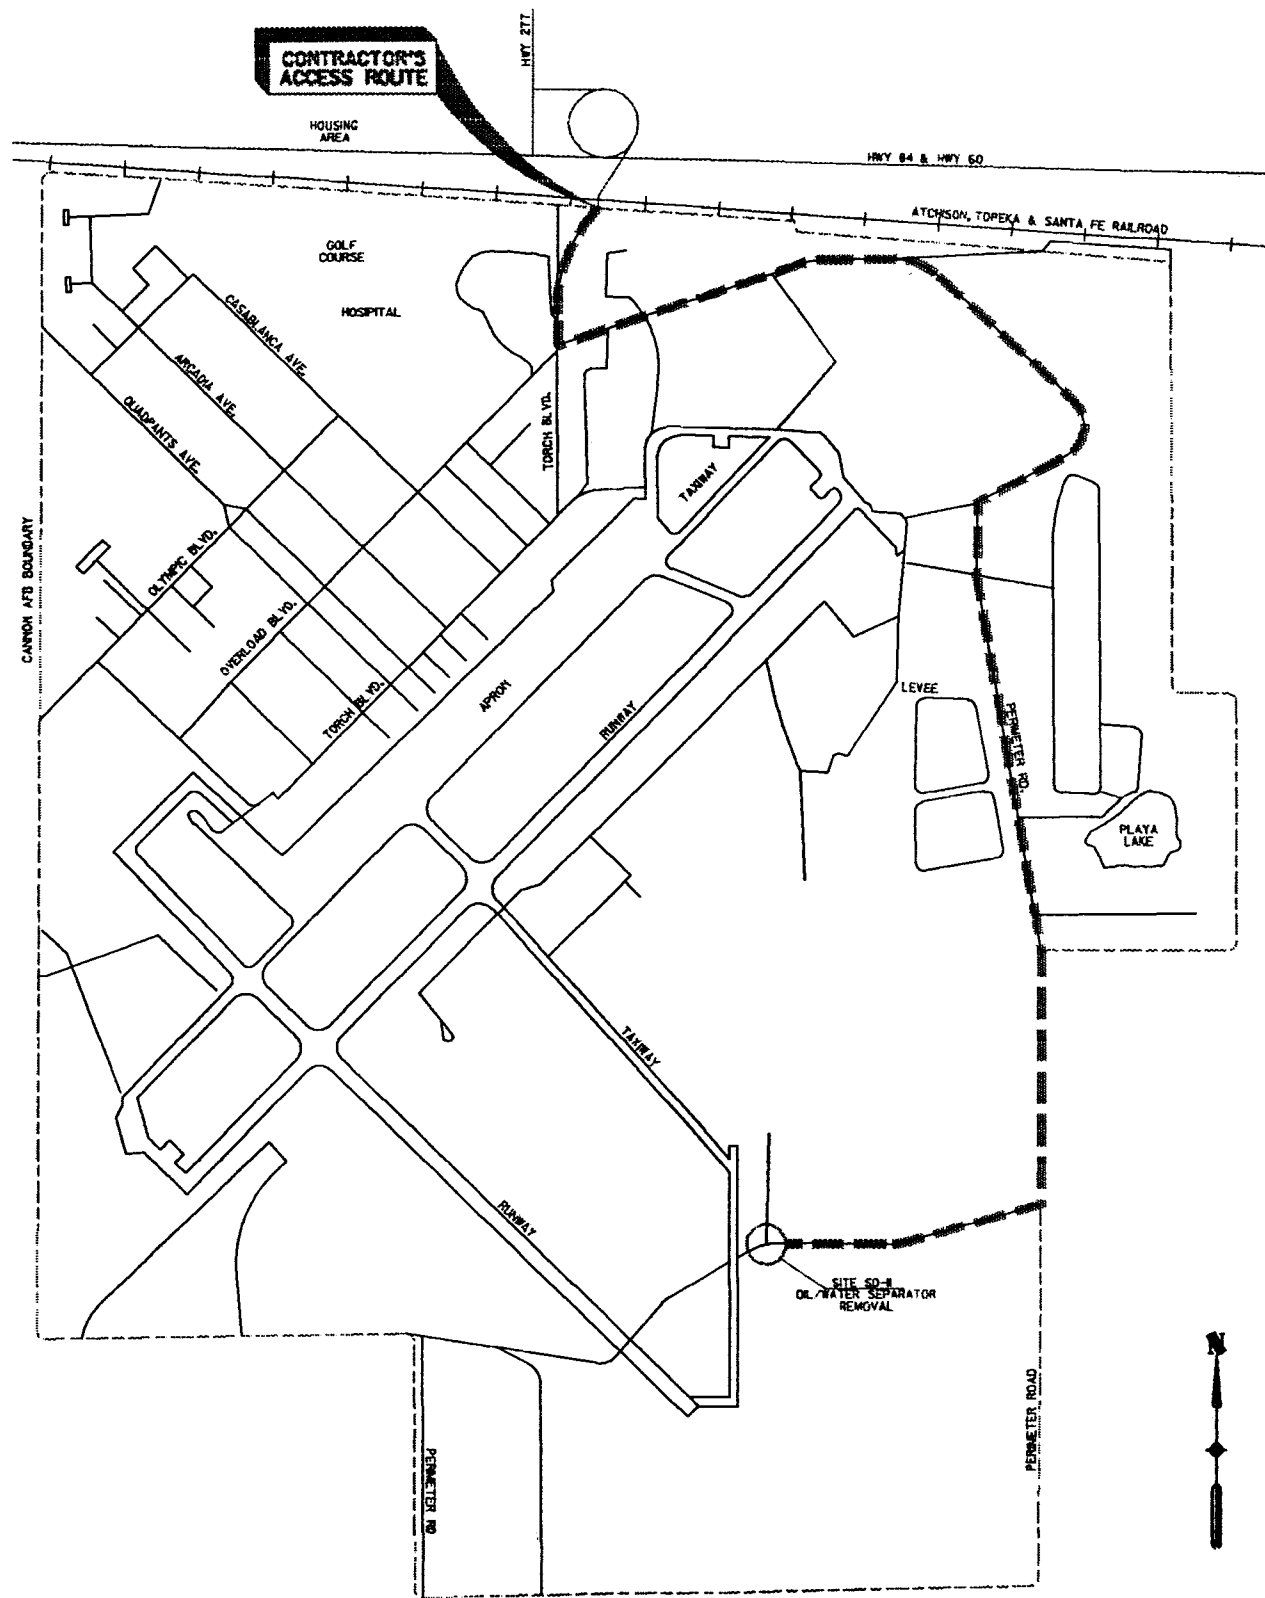 CONTRACTOR'S
ACCESS ROUTE
HWY 277
HOUSING
AREA
HWY 84 & HWY 60
ATCHISON, TOPEKA & SANTA FE RAILROAD
GOLF
COURSE
HOSIPITAL
CASABLANCA AVE.
ARCADIA AVE.
QUADPANTS AVE.
TORCH BLVD.
TAXIWAY
CANNON AFB BOUNDARY
OLYMPIC BLVD.
OVERLOAD BLVD.
TORCH BLVD.
APRON
RUNWAY
LEVEE
PERIMETER RD.
PLAYA
LAKE
TAXIWAY
RUNWAY
SITE SD-11
OIL/WATER SEPARATOR
REMOVAL
N
PERIMETER ROAD
PERIMETER RD